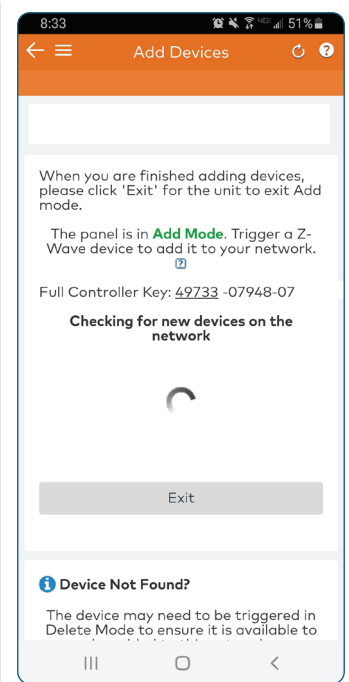 8:33 4GE 51%
Add Devices ?
When you are finished adding devices,
please click 'Exit' for the unit to exit Add
mode.
The panel is in Add Mode. Trigger a Z-
Wave device to add it to your network.
?
Full Controller Key: 49733 -07948-07
Checking for new devices on the
network
Exit
i Device Not Found?
The device may need to be triggered in
Delete Mode to ensure it is available to